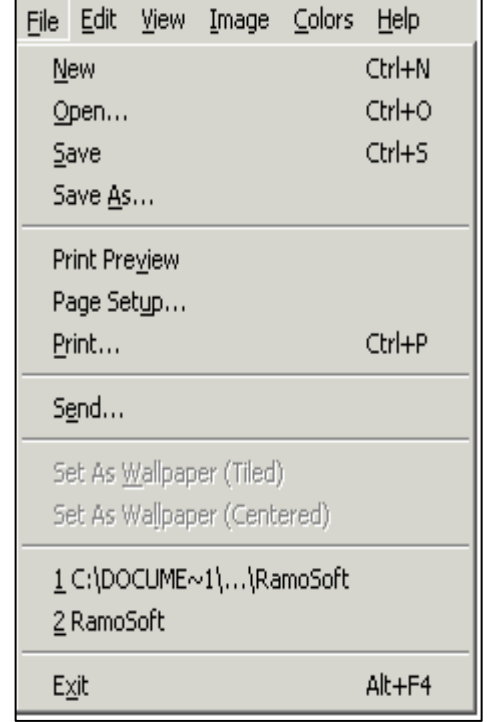 File Edit View Image Colors Help
New Ctrl+N
Open... Ctrl+O
Save Ctrl+S
Save As...
Print Preview
Page Setup...
Print... Ctrl+P
Send...
Set As Wallpaper (Tiled)
Set As Wallpaper (Centered)
1 C:\DOCUME~1\...\RamoSoft
2 RamoSoft
Exit Alt+F4